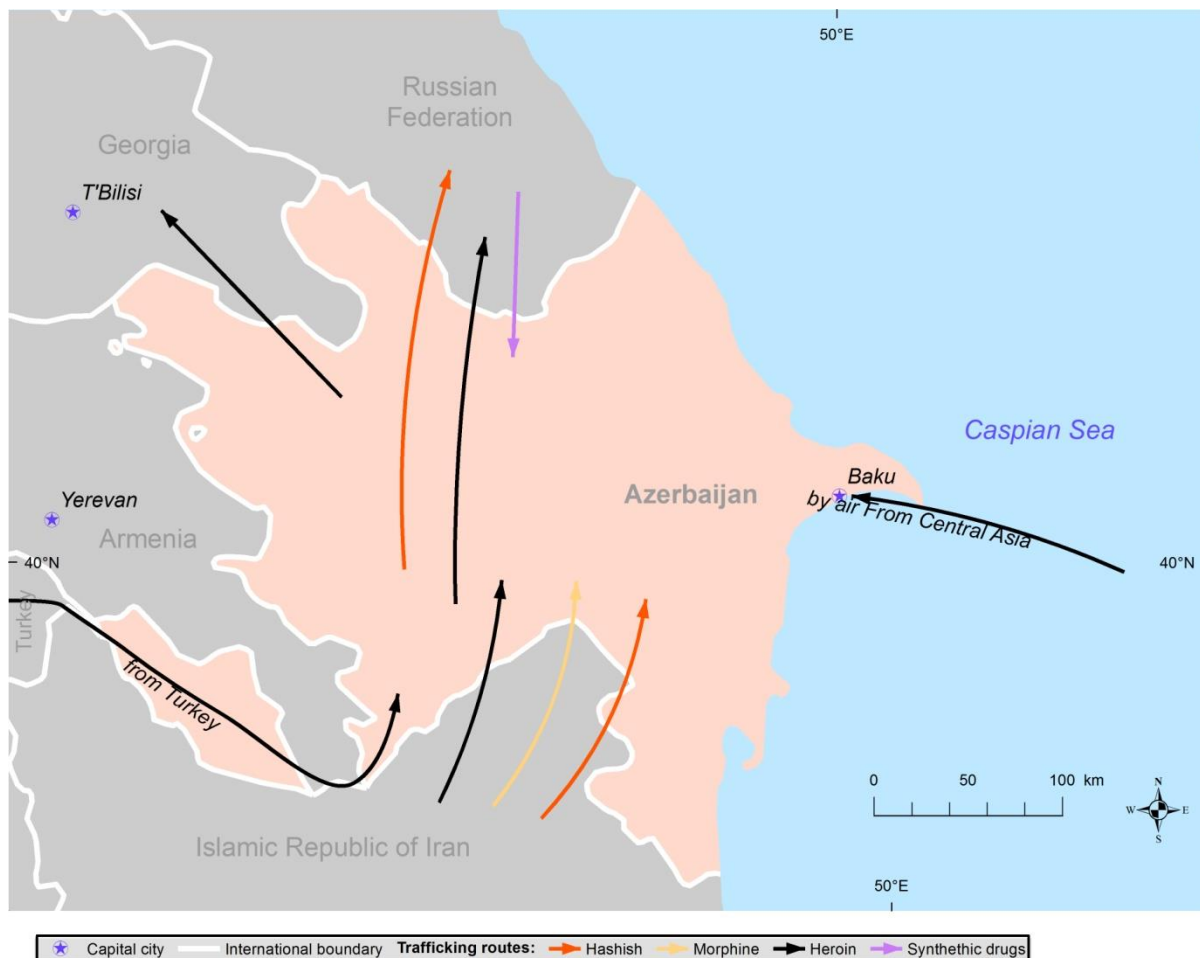 50°E
Russian
Federation
Georgia
T'Bilisi
Caspian Sea
Baku
Azerbaijan
by air From Central Asia
Yerevan
Armenia
40°N
40°N
Turkey
from Turkey
0 50 100 km
N
W E
S
Islamic Republic of Iran
50°E
Capital city International boundary Trafficking routes: Hashish Morphine Heroin Synthethic drugs